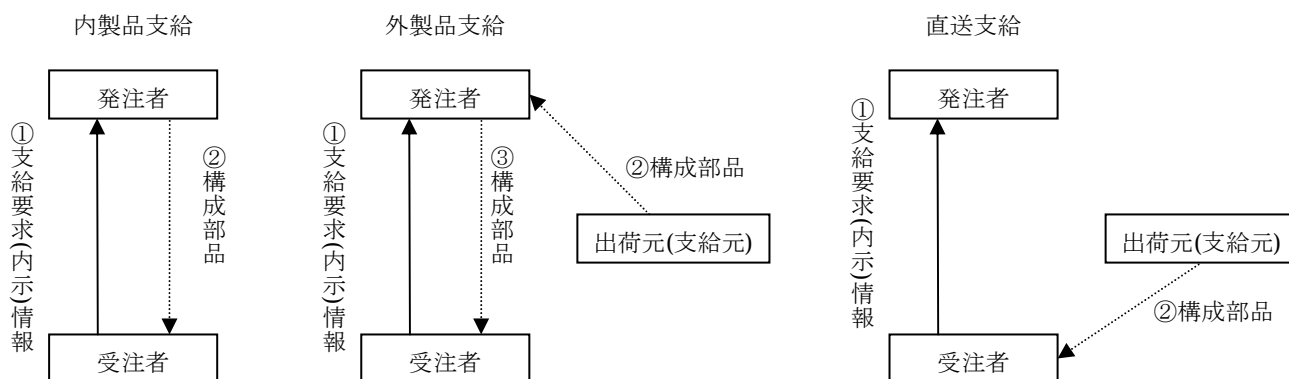 内製品支給
発注者
①支給要求(内示)情報
②構成部品
受注者
外製品支給
発注者
①支給要求(内示)情報
③構成部品
②構成部品
出荷元(支給元)
受注者
直送支給
発注者
①支給要求(内示)情報
出荷元(支給元)
②構成部品
受注者